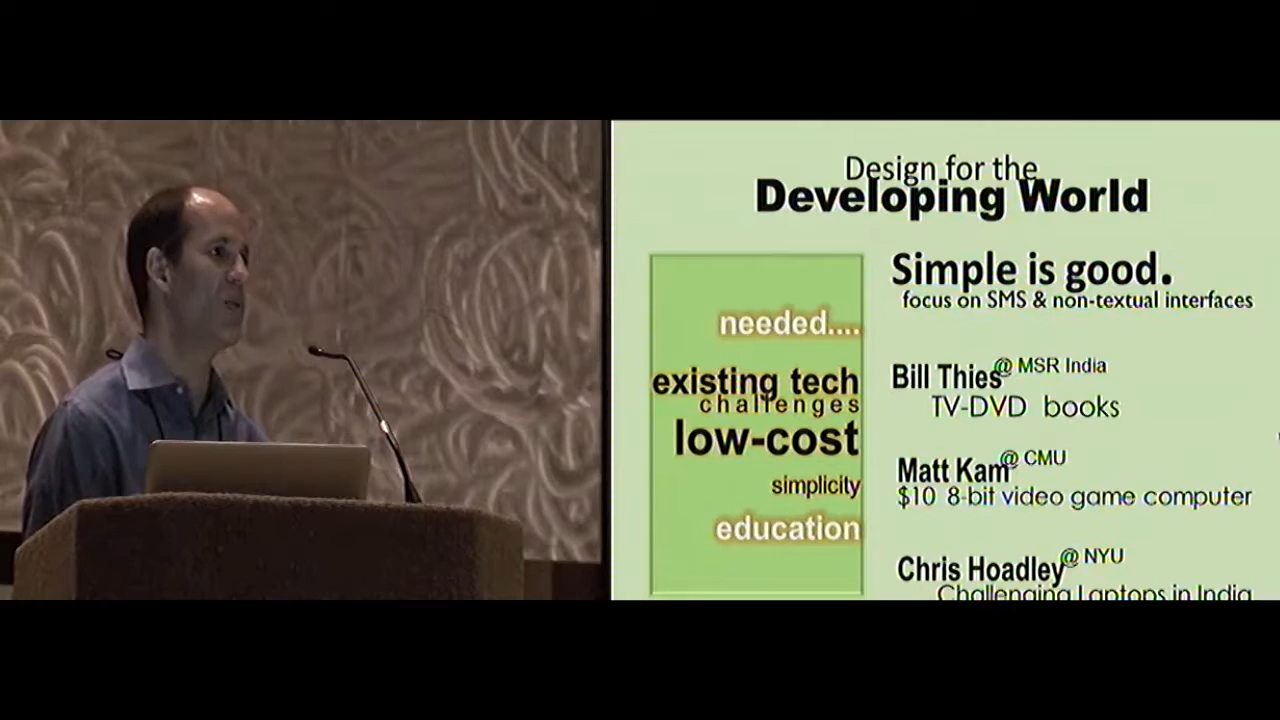 Design for the
Developing World
needed....
existing tech
challenges
low-cost
simplicity
education
Simple is good.
focus on SMS & non-textual interfaces
Bill Thies @ MSR India
TV-DVD books
Matt Kam @ CMU
$10 8-bit video game computer
Chris Hoadley @ NYU
Challenging Laptops in India